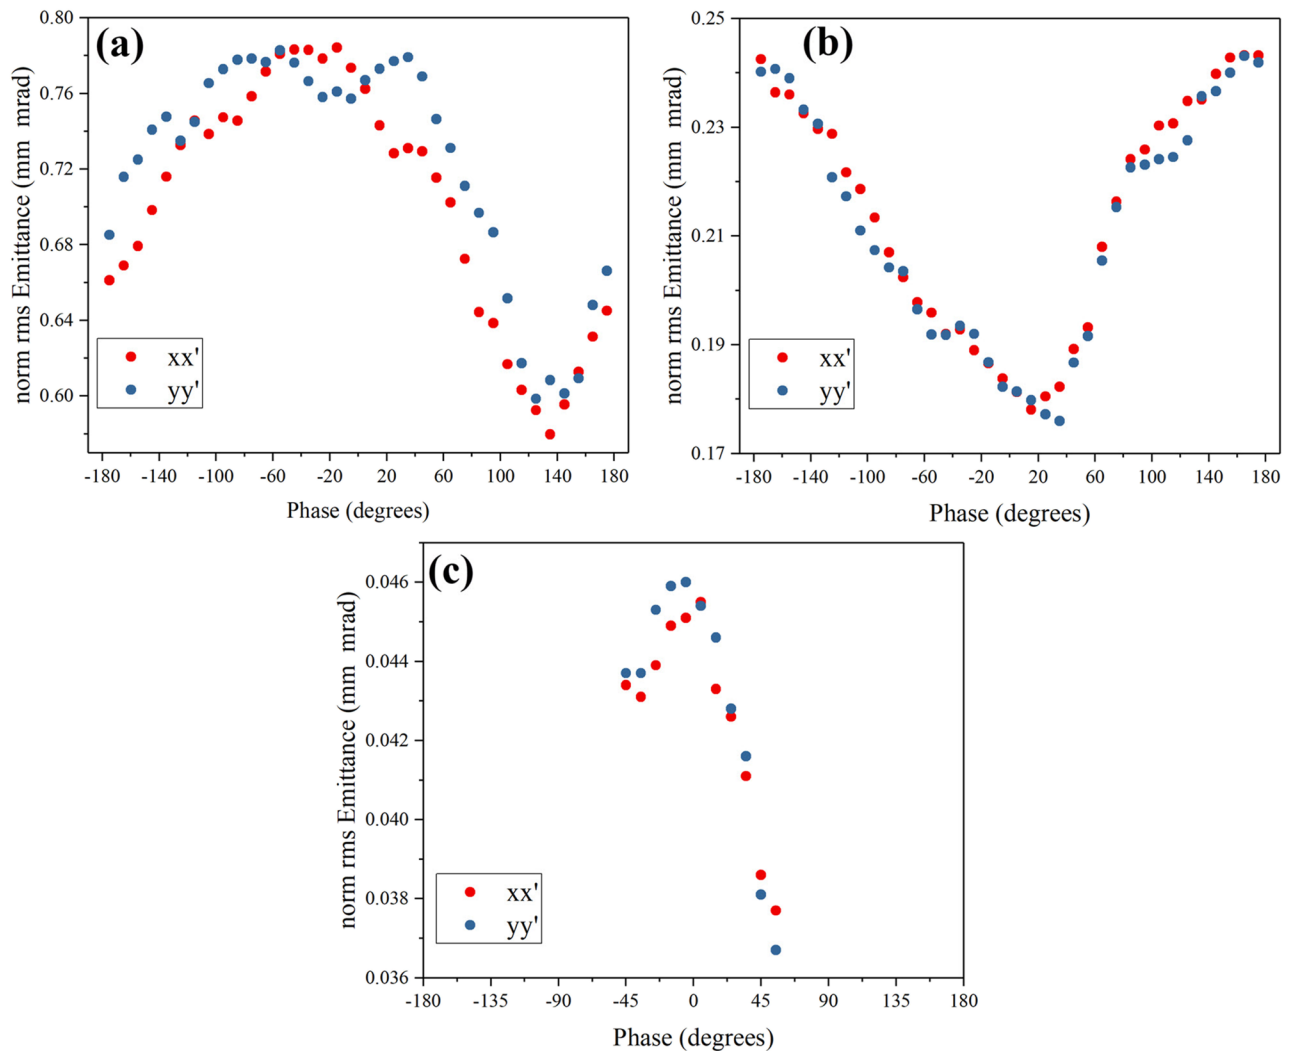 (a)
0.80
0.76
0.72
0.68
0.64
0.60
norm rms Emittance (mm mrad)
xx'
yy'
-180 -140 -100 -60 -20 20 60 100 140 180
Phase (degrees)
(b)
0.25
0.23
0.21
0.19
0.17
norm rms Emittance (mm mrad)
xx'
yy'
-180 -140 -100 -60 -20 20 60 100 140 180
Phase (degrees)
(c)
0.046
0.044
0.042
0.040
0.038
0.036
norm rms Emittance (mm mrad)
xx'
yy'
-180 -135 -90 -45 0 45 90 135 180
Phase (degrees)